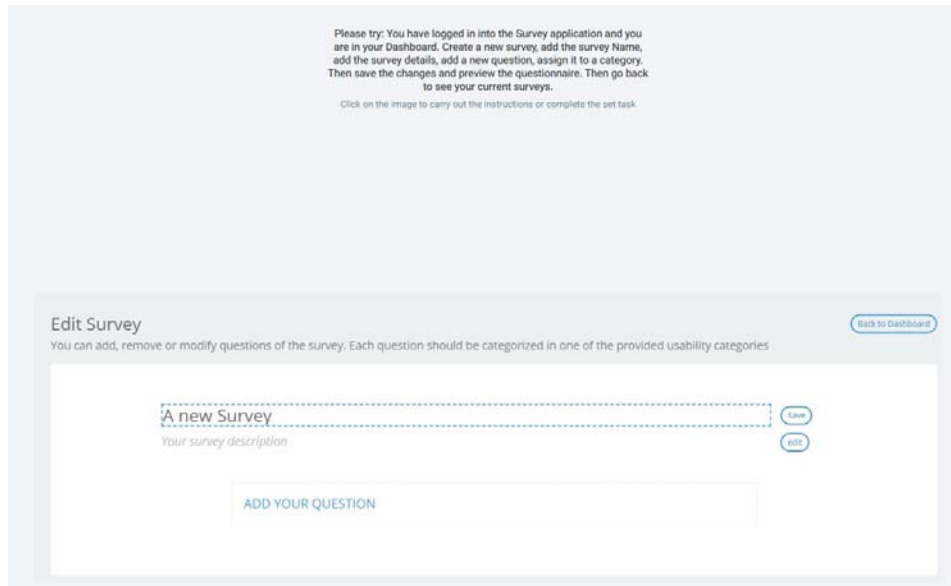 Please try: You have logged in into the Survey application and you
are in your Dashboard. Create a new survey, add the survey Name,
add the survey details, add a new question, assign it to a category.
Then save the changes and preview the questionnaire. Then go back
to see your current surveys.
Click on the image to carry out the instructions or complete the set task
Edit Survey
Back to Dashboard
You can add, remove or modify questions of the survey. Each question should be categorized in one of the provided usability categories
A new Survey
Save
Your survey description
edit
ADD YOUR QUESTION